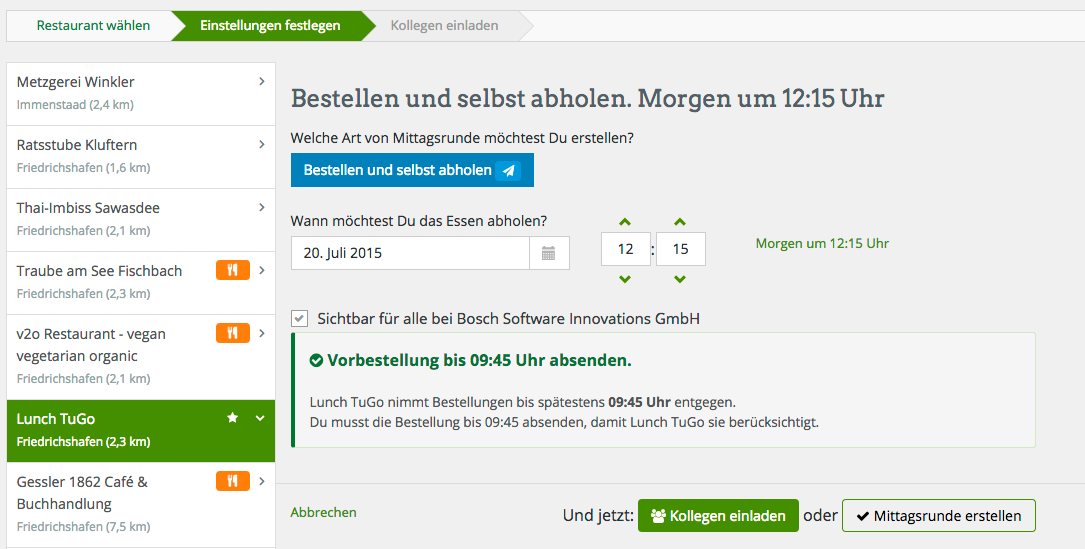 Restaurant wählen
Einstellungen festlegen
Kollegen einladen
Metzgerei Winkler
Immenstaad (2,4 km)
Ratsstube Kluftern
Friedrichshafen (1,6 km)
Thai-Imbiss Sawasdee
Friedrichshafen (2,1 km)
Traube am See Fischbach
Friedrichshafen (2,3 km)
v2o Restaurant - vegan
vegetarian organic
Friedrichshafen (2,1 km)
Lunch TuGo
Friedrichshafen (2,3 km)
Gessler 1862 Café &
Buchhandlung
Friedrichshafen (7,5 km)
Bestellen und selbst abholen. Morgen um 12:15 Uhr
Welche Art von Mittagsrunde möchtest Du erstellen?
Bestellen und selbst abholen
Wann möchtest Du das Essen abholen?
20. Juli 2015
12 : 15
Morgen um 12:15 Uhr
Sichtbar für alle bei Bosch Software Innovations GmbH
Vorbestellung bis 09:45 Uhr absenden.
Lunch TuGo nimmt Bestellungen bis spätestens 09:45 Uhr entgegen.
Du musst die Bestellung bis 09:45 absenden, damit Lunch TuGo sie berücksichtigt.
Abbrechen
Und jetzt: Kollegen einladen oder Mittagsrunde erstellen